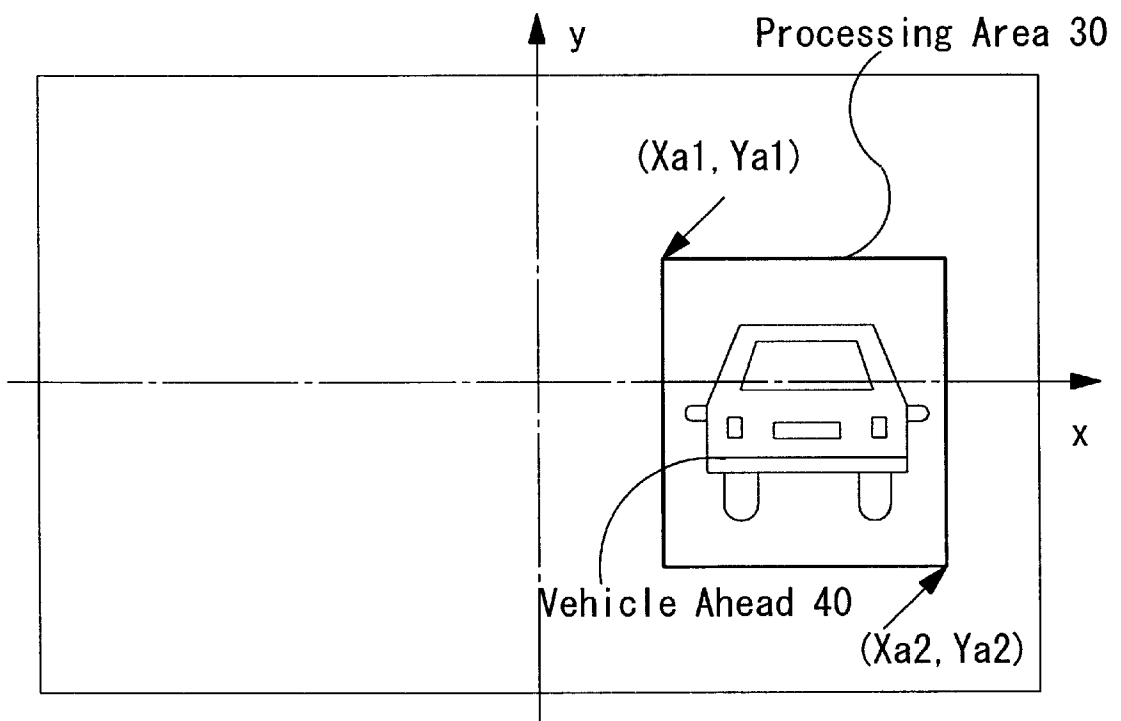 y
Processing Area 30
(Xa1, Ya1)
x
Vehicle Ahead 40
(Xa2, Ya2)